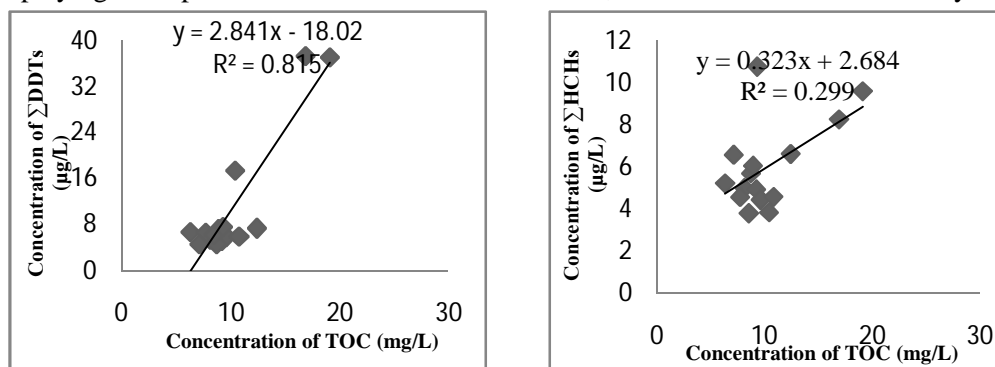 y = 2.841x - 18.02
R² = 0.815
Concentration of ∑DDTs
(µg/L)
40
32
24
16
8
0
0 10 20 30
Concentration of TOC (mg/L)
y = 0.323x + 2.684
R² = 0.299
Concentration of ∑HCHs
(µg/L)
12
10
8
6
4
2
0
0 10 20 30
Concentration of TOC (mg/L)